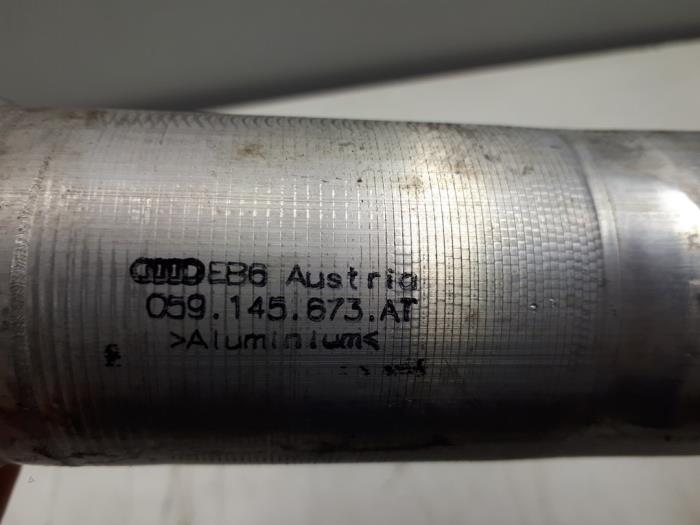 EB6 Austria
059.145.673.AT
>Aluminium<